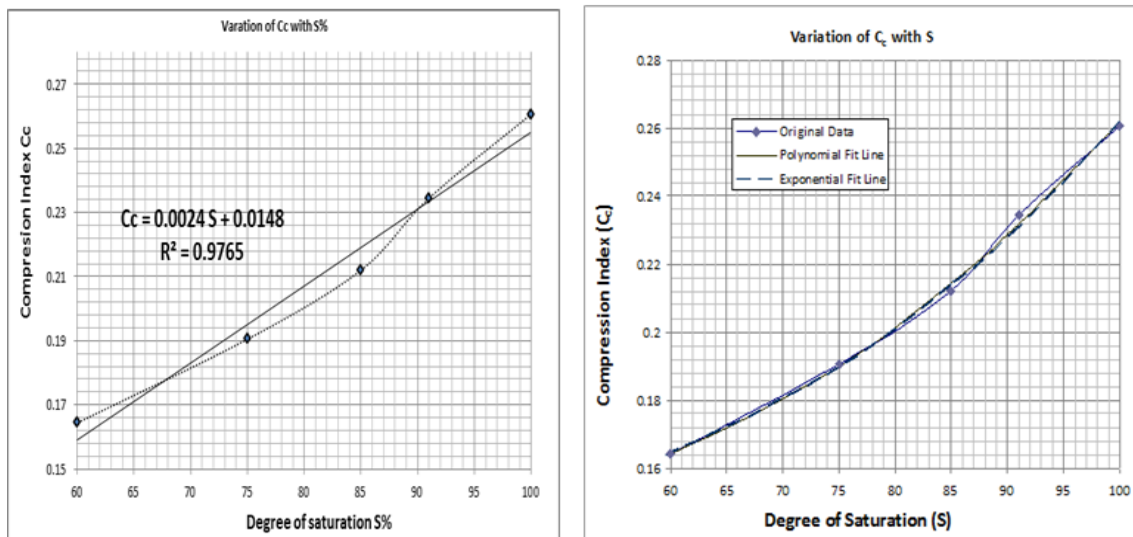 Varation of Cc with S%
Compresion Index Cc
0.27
0.25
0.23
0.21
0.19
0.17
0.15
Cc = 0.0024 S + 0.0148
R² = 0.9765
60 65 70 75 80 85 90 95 100
Degree of saturation S%
Variation of Cc with S
Compression Index (Cc)
0.28
0.26
0.24
0.22
0.2
0.18
0.16
Original Data
Polynomial Fit Line
Exponential Fit Line
60 65 70 75 80 85 90 95 100
Degree of Saturation (S)